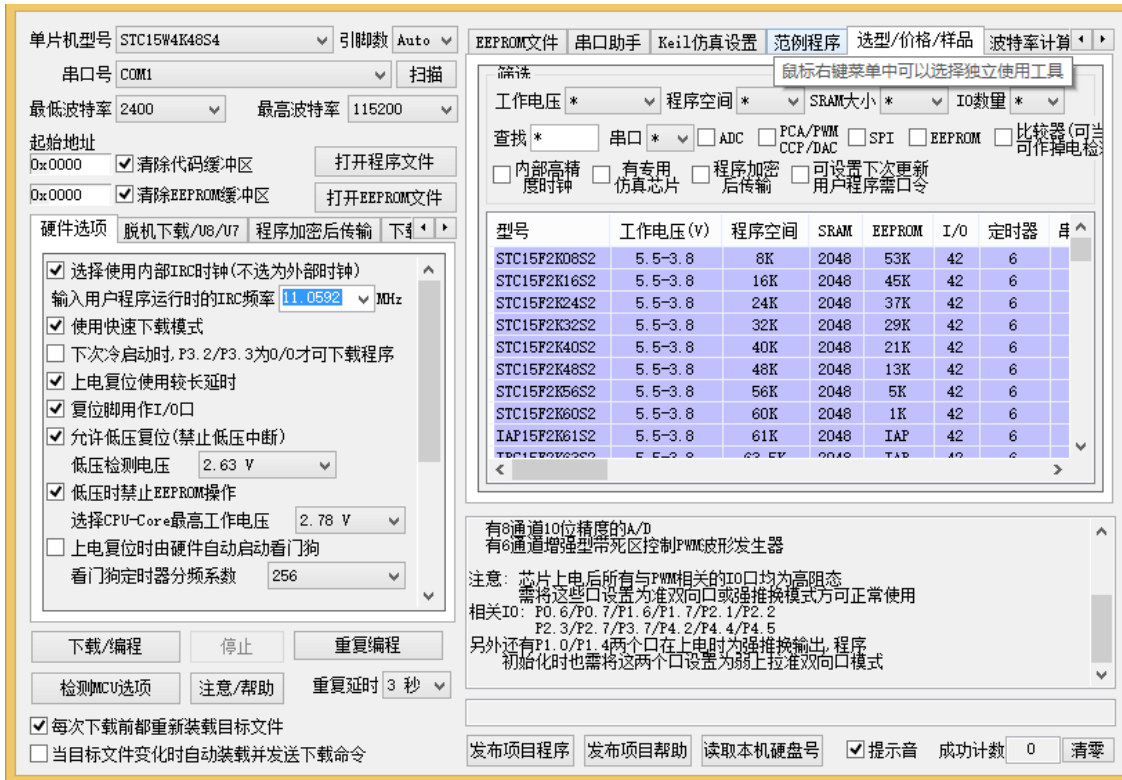 单片机型号 STC15W4K48S4 引脚数 Auto
串口号 COM1 扫描
最低波特率 2400 最高波特率 115200
起始地址
0x0000 清除代码缓冲区 打开程序文件
0x0000 清除EEPROM缓冲区 打开EEPROM文件
硬件选项 脱机下载/U8/U7 程序加密后传输
选择使用内部IRC时钟(不选为外部时钟)
输入用户程序运行时的IRC频率 11.0592 MHz
使用快速下载模式
下次冷启动时,P3.2/P3.3为0/0才可下载程序
上电复位使用较长延时
复位脚用作I/O口
允许低压复位(禁止低压中断)
低压检测电压 2.63 V
低压时禁止EEPROM操作
选择CPU-Core最高工作电压 2.78 V
上电复位时由硬件自动启动看门狗
看门狗定时器分频系数 256
下载/编程 停止 重复编程
检测MCU选项 注意/帮助 重复延时 3 秒
每次下载前都重新装载目标文件
当目标文件变化时自动装载并发送下载命令
EEPROM文件 串口助手 Keil仿真设置 范例程序 选型/价格/样品 波特率计算
筛选
鼠标右键菜单中可以选择独立使用工具
工作电压 * 程序空间 * SRAM大小 * IO数量 *
查找 * 串口 * ADC PCA/PWM CCP/DAC SPI EEPROM 比较器(可当 可作掉电检
内部高精度时钟 有专用仿真芯片 程序加密后传输 可设置下次更新用户程序需口令
型号 工作电压(V) 程序空间 SRAM EEPROM I/O 定时器 串
STC15F2K08S2 5.5-3.8 8K 2048 53K 42 6
STC15F2K16S2 5.5-3.8 16K 2048 45K 42 6
STC15F2K24S2 5.5-3.8 24K 2048 37K 42 6
STC15F2K32S2 5.5-3.8 32K 2048 29K 42 6
STC15F2K40S2 5.5-3.8 40K 2048 21K 42 6
STC15F2K48S2 5.5-3.8 48K 2048 13K 42 6
STC15F2K56S2 5.5-3.8 56K 2048 5K 42 6
STC15F2K60S2 5.5-3.8 60K 2048 1K 42 6
IAP15F2K61S2 5.5-3.8 61K 2048 IAP 42 6
有8通道10位精度的A/D
有6通道增强型带死区控制PWM波形发生器
注意: 芯片上电后所有与PWM相关的IO口均为高阻态
需将这些口设置为准双向口或强推换模式方可正常使用
相关IO: P0.6/P0.7/P1.6/P1.7/P2.1/P2.2
P2.3/P2.7/P3.7/P4.2/P4.4/P4.5
另外还有P1.0/P1.4两个口在上电时为强推换输出,程序
初始化时也需将这两个口设置为弱上拉准双向口模式
发布项目程序 发布项目帮助 读取本机硬盘号 提示音 成功计数 0 清零